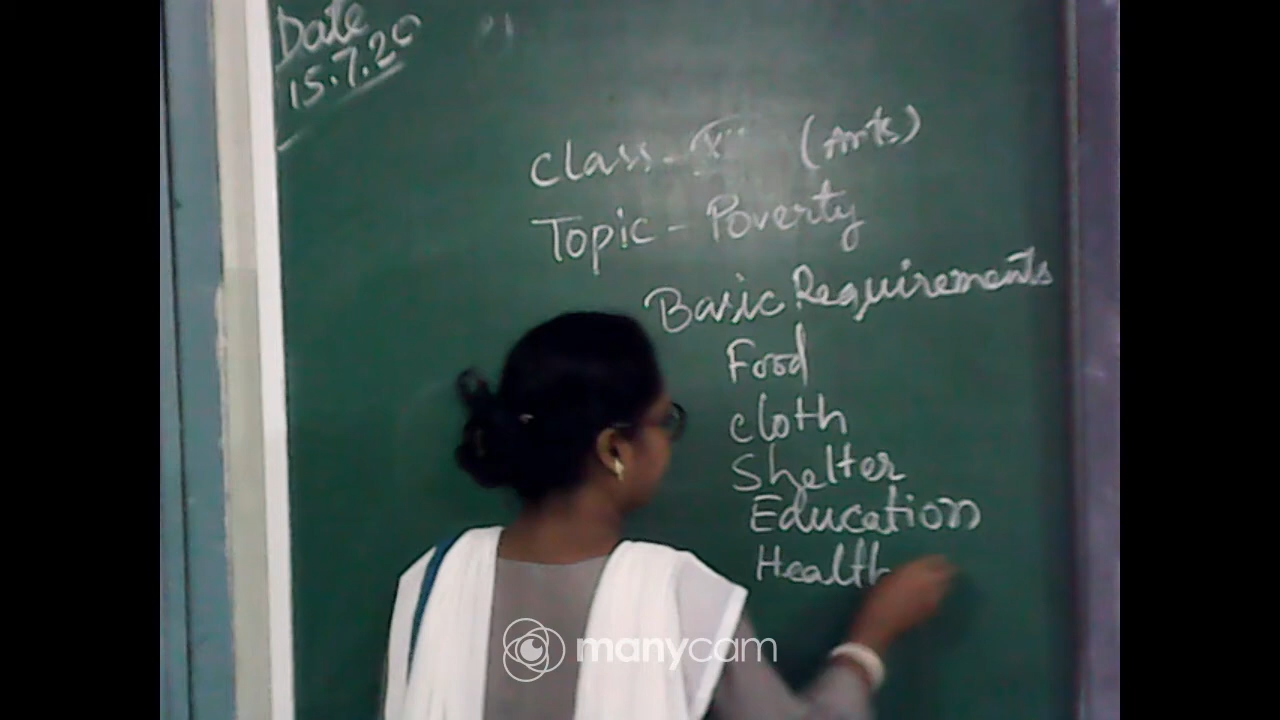 Date
15.7.20
Class - (Arts)
Topic - Poverty
Basic Requirements
Food
cloth
Shelter
Education
Health
manycam